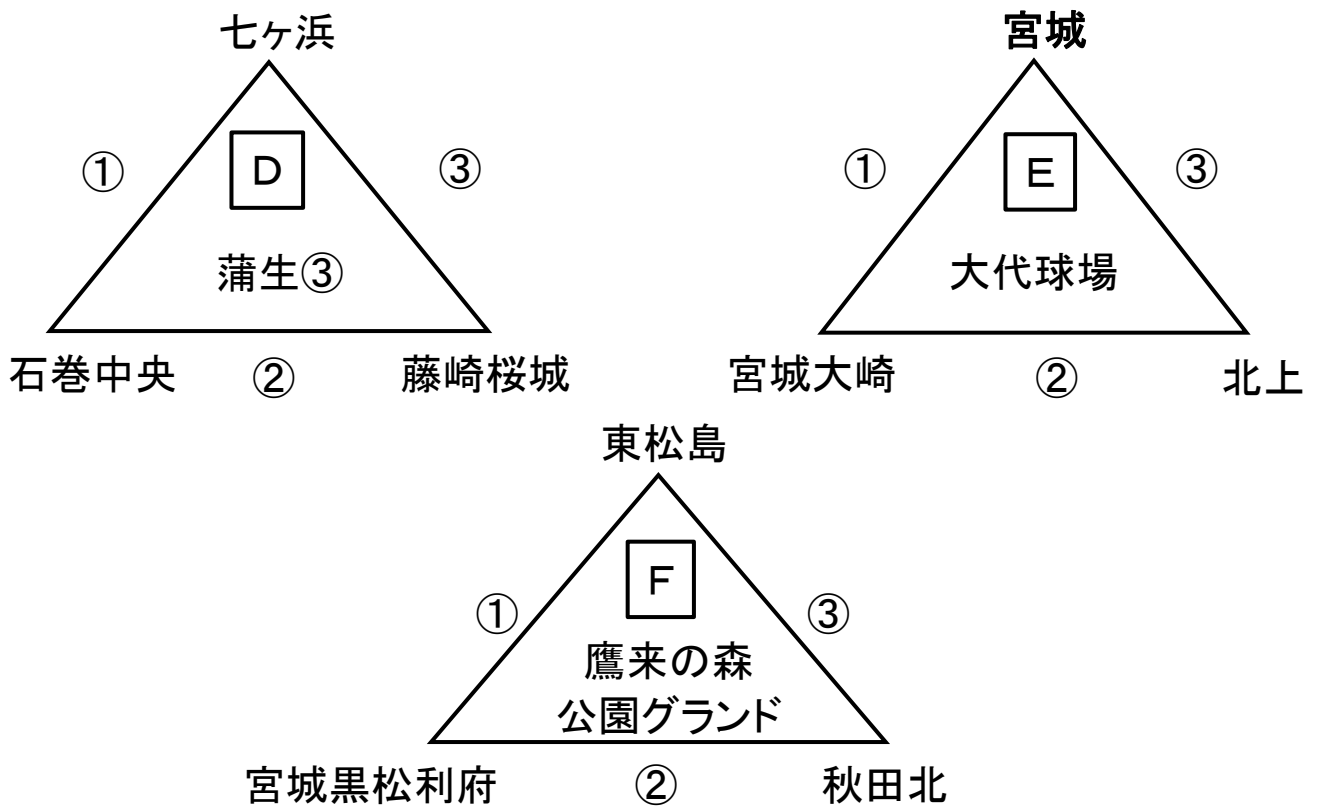 七ヶ浜
宮城
① D ③
① E ③
蒲生③
大代球場
石巻中央 ② 藤崎桜城
宮城大崎 ② 北上
東松島
① F ③
鷹来の森
公園グランド
宮城黒松利府 ② 秋田北